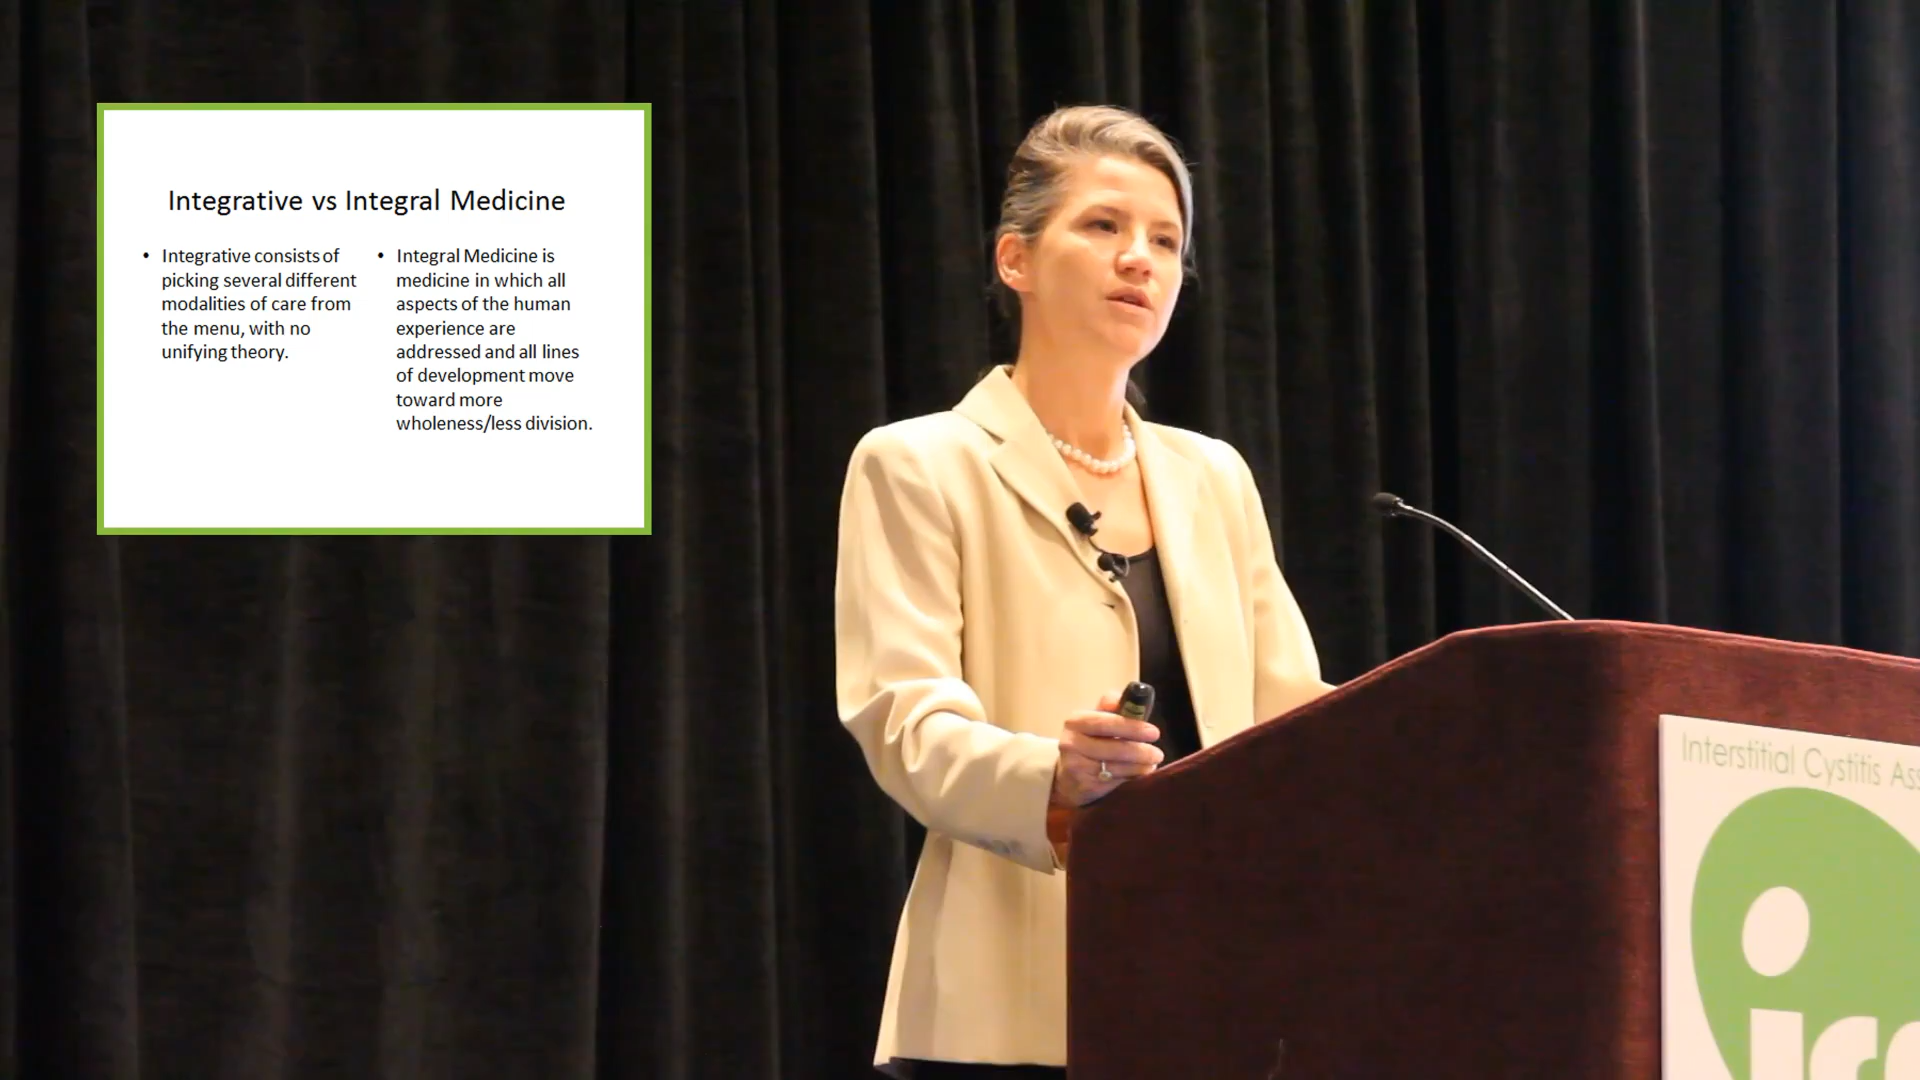 Integrative vs Integral Medicine
• Integrative consists of
picking several different
modalities of care from
the menu, with no
unifying theory.
• Integral Medicine is
medicine in which all
aspects of the human
experience are
addressed and all lines
of development move
toward more
wholeness/less division.
Interstitial Cystitis Ass
ic